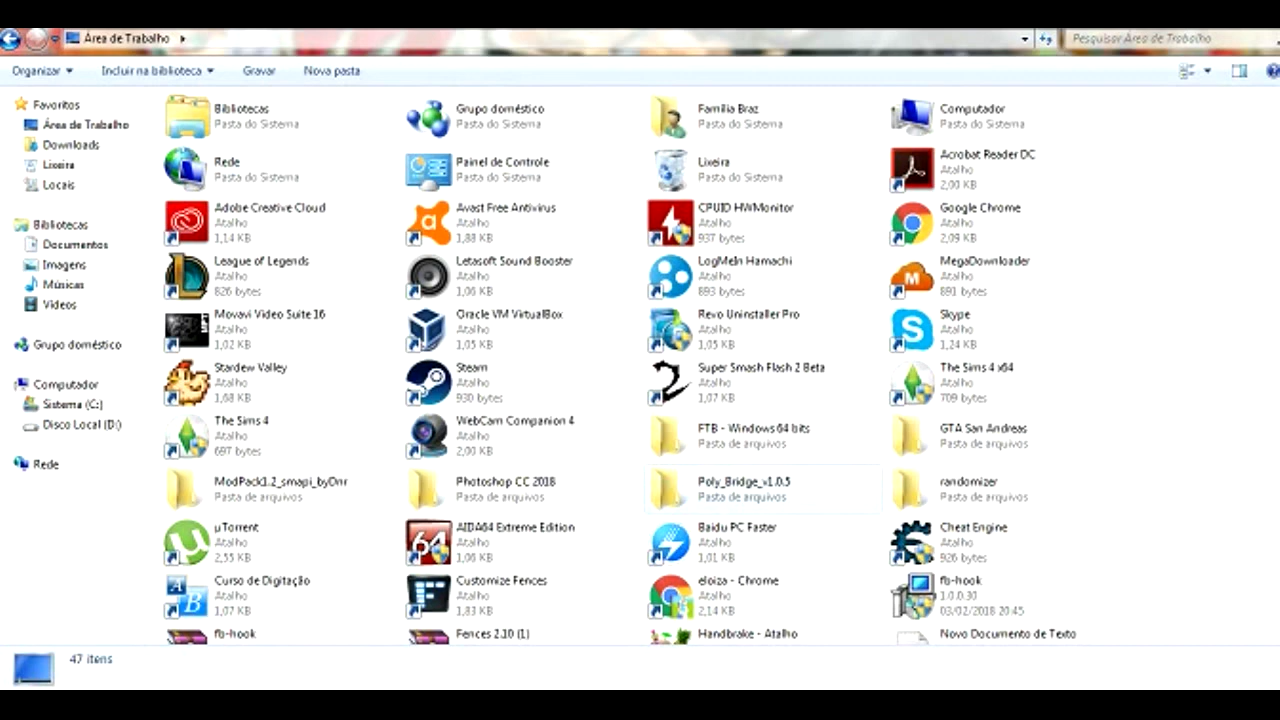 Área de Trabalho
Pesquisar Área de Trabalho
Organizar
Incluir na biblioteca
Gravar
Nova pasta
Favoritos
Área de Trabalho
Downloads
Lixeira
Locais
Bibliotecas
Documentos
Imagens
Músicas
Vídeos
Grupo doméstico
Computador
Sistema (C:)
Disco Local (D:)
Rede
Bibliotecas
Pasta do Sistema
Grupo doméstico
Pasta do Sistema
Família Braz
Pasta do Sistema
Computador
Pasta do Sistema
Rede
Pasta do Sistema
Painel de Controle
Pasta do Sistema
Lixeira
Pasta do Sistema
Acrobat Reader DC
Atalho
2,00 KB
Adobe Creative Cloud
Atalho
1,14 KB
Avast Free Antivirus
Atalho
1,88 KB
CPUID HWMonitor
Atalho
937 bytes
Google Chrome
Atalho
2,09 KB
League of Legends
Atalho
826 bytes
Letasoft Sound Booster
Atalho
1,06 KB
LogMeIn Hamachi
Atalho
893 bytes
MegaDownloader
Atalho
891 bytes
Movavi Video Suite 16
Atalho
1,02 KB
Oracle VM VirtualBox
Atalho
1,05 KB
Revo Uninstaller Pro
Atalho
1,05 KB
Skype
Atalho
1,24 KB
Stardew Valley
Atalho
1,68 KB
Steam
Atalho
930 bytes
Super Smash Flash 2 Beta
Atalho
1,07 KB
The Sims 4 x64
Atalho
709 bytes
The Sims 4
Atalho
697 bytes
WebCam Companion 4
Atalho
2,00 KB
FTB - Windows 64 bits
Pasta de arquivos
GTA San Andreas
Pasta de arquivos
ModPack1.2_smapi_byDnr
Pasta de arquivos
Photoshop CC 2018
Pasta de arquivos
Poly_Bridge_v1.0.5
Pasta de arquivos
randomizer
Pasta de arquivos
µTorrent
Atalho
2,55 KB
AIDA64 Extreme Edition
Atalho
1,06 KB
Baidu PC Faster
Atalho
1,01 KB
Cheat Engine
Atalho
926 bytes
Curso de Digitação
Atalho
1,07 KB
Customize Fences
Atalho
1,83 KB
eloiza - Chrome
Atalho
2,14 KB
fb-hook
1.0.0.30
03/02/2018 20:45
fb-hook
Fences 2.10 (1)
Handbrake - Atalho
Novo Documento de Texto
47 itens